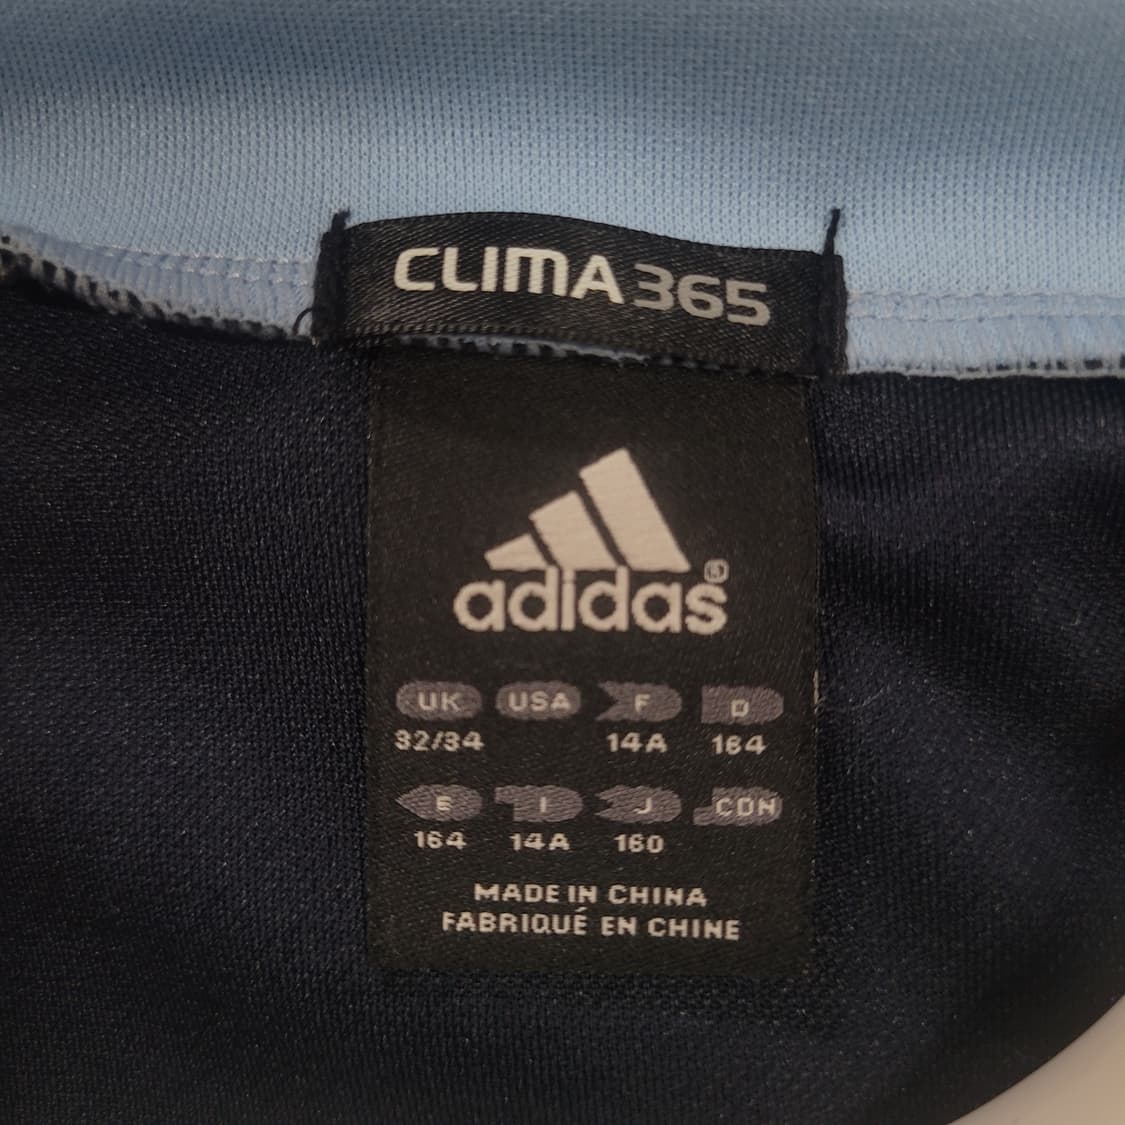 CLIMA365
adidas®
UK USA F D
32/34 14A 164
E I J CDN
164 14A 160
MADE IN CHINA
FABRIQUÉ EN CHINE